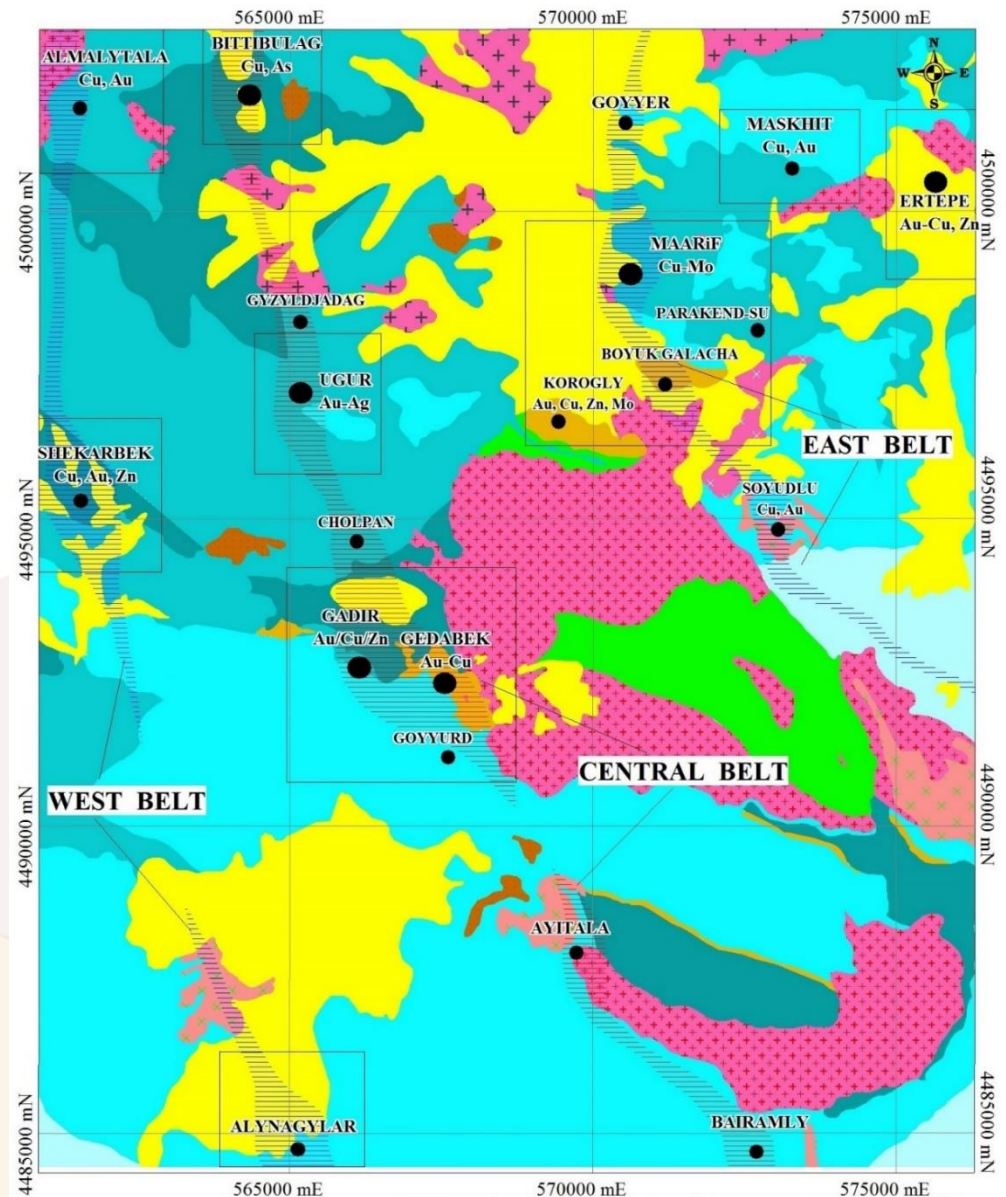 565000 mE
570000 mE
575000 mE
ALMALYTALA
Cu, Au
BITTIBULAG
Cu, As
GOYYER
MASKHIT
Cu, Au
N
W
E
S
4500000 mN
4500000 mN
ERTEPE
Au-Cu, Zn
MAARiF
Cu-Mo
GYZYLDJADAG
PARAKEND-SU
BOYUK GALACHA
UGUR
Au-Ag
KOROGLY
Au, Cu, Zn, Mo
EAST BELT
SHEKARBEK
Cu, Au, Zn
SOYUDLU
Cu, Au
4495000 mN
4495000 mN
CHOLPAN
GADIR
Au/Cu/Zn
GEDABEK
Au-Cu
GOYYURD
CENTRAL BELT
WEST BELT
4490000 mN
4490000 mN
AYITALA
4485000 mN
4485000 mN
ALYNAGYLAR
BAIRAMLY
565000 mE
570000 mE
575000 mE